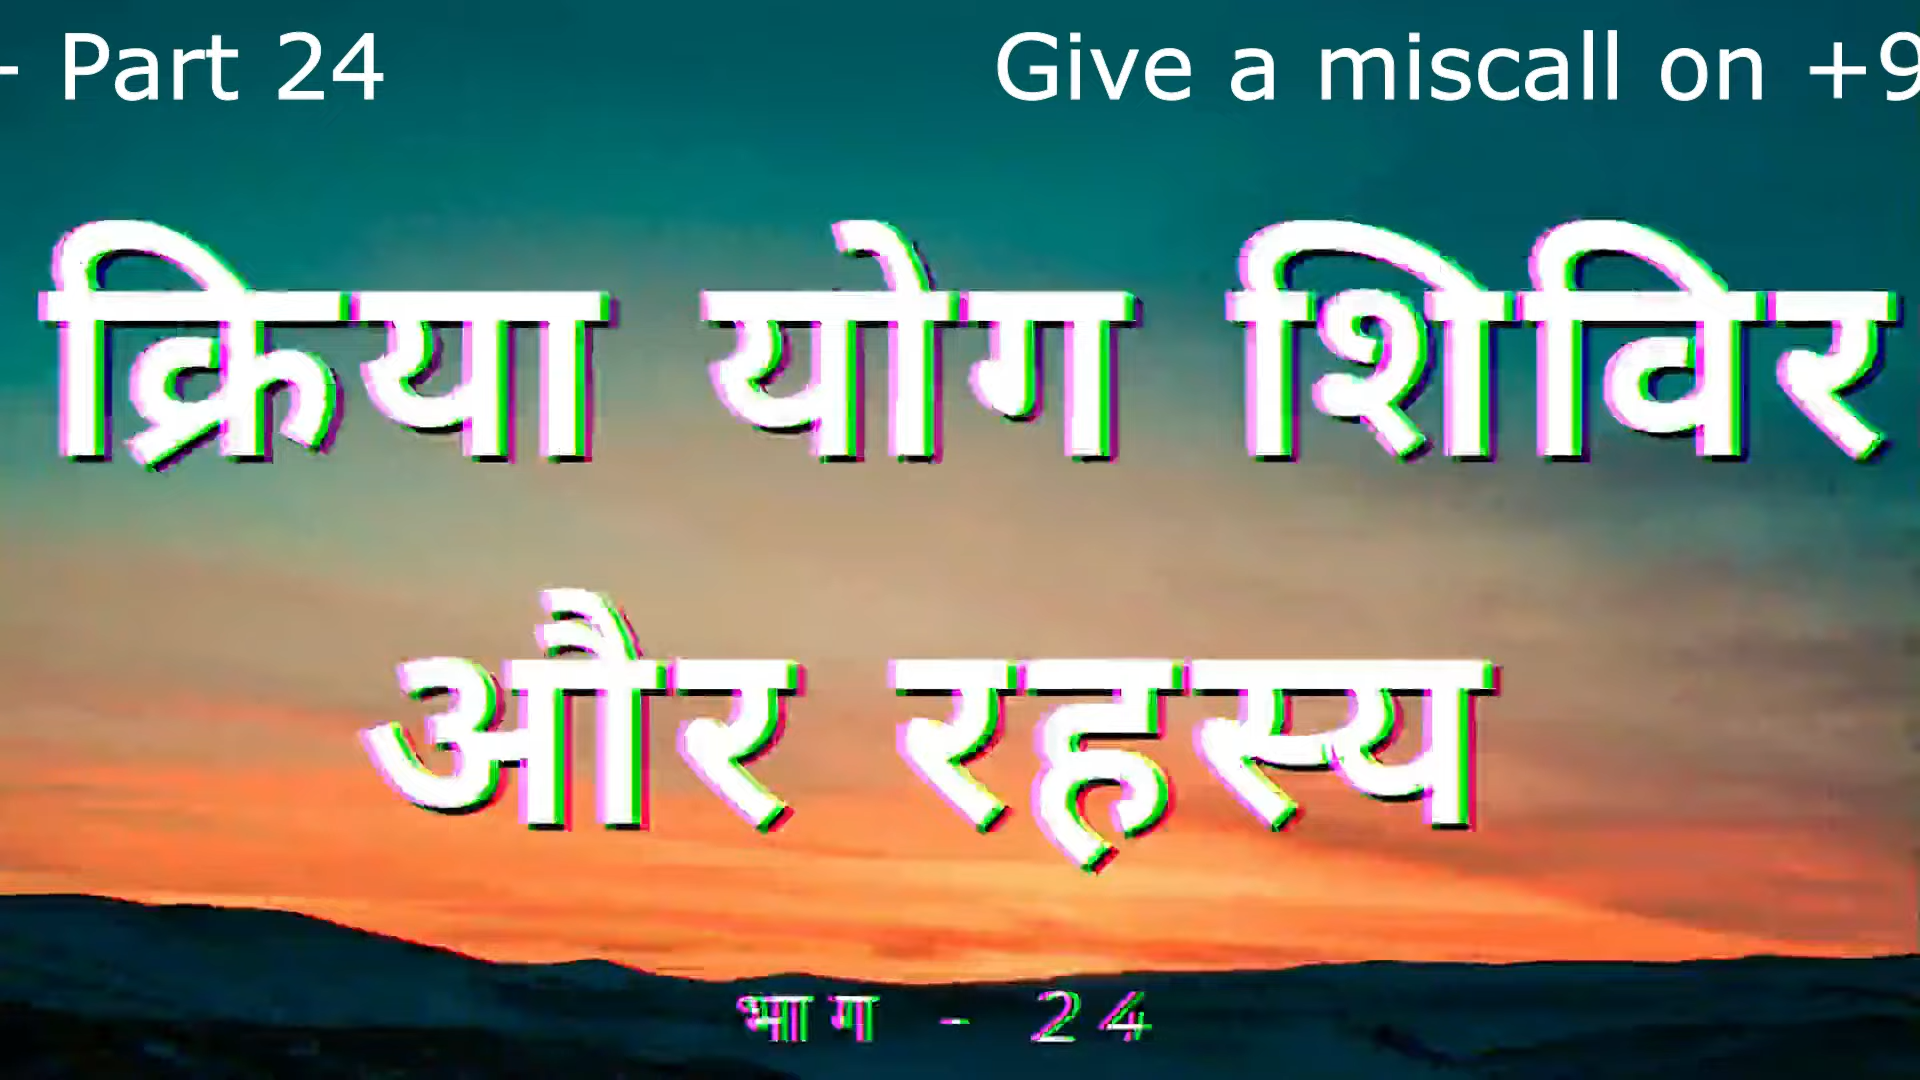 - Part 24 Give a miscall on +9
क्रिया योग शिविर
और रहस्य
भाग - 24